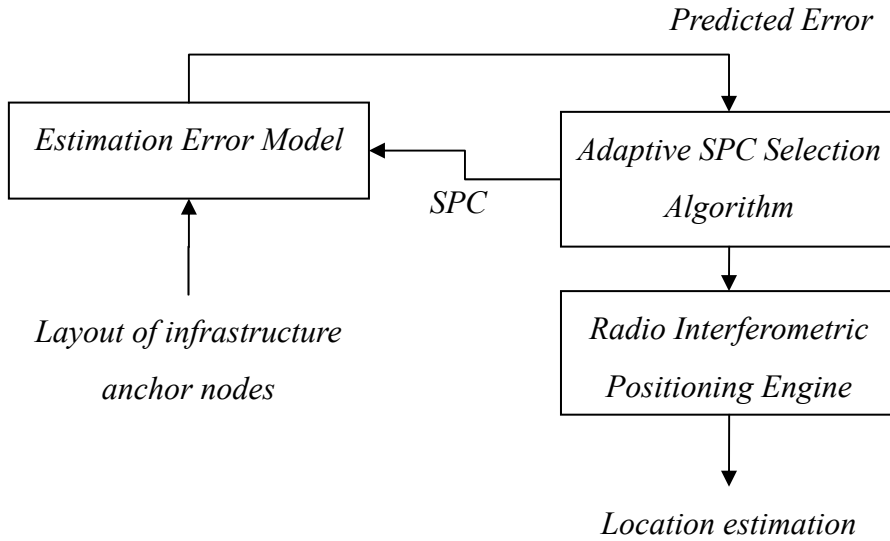 Predicted Error
Estimation Error Model
Adaptive SPC Selection
Algorithm
SPC
Layout of infrastructure
anchor nodes
Radio Interferometric
Positioning Engine
Location estimation